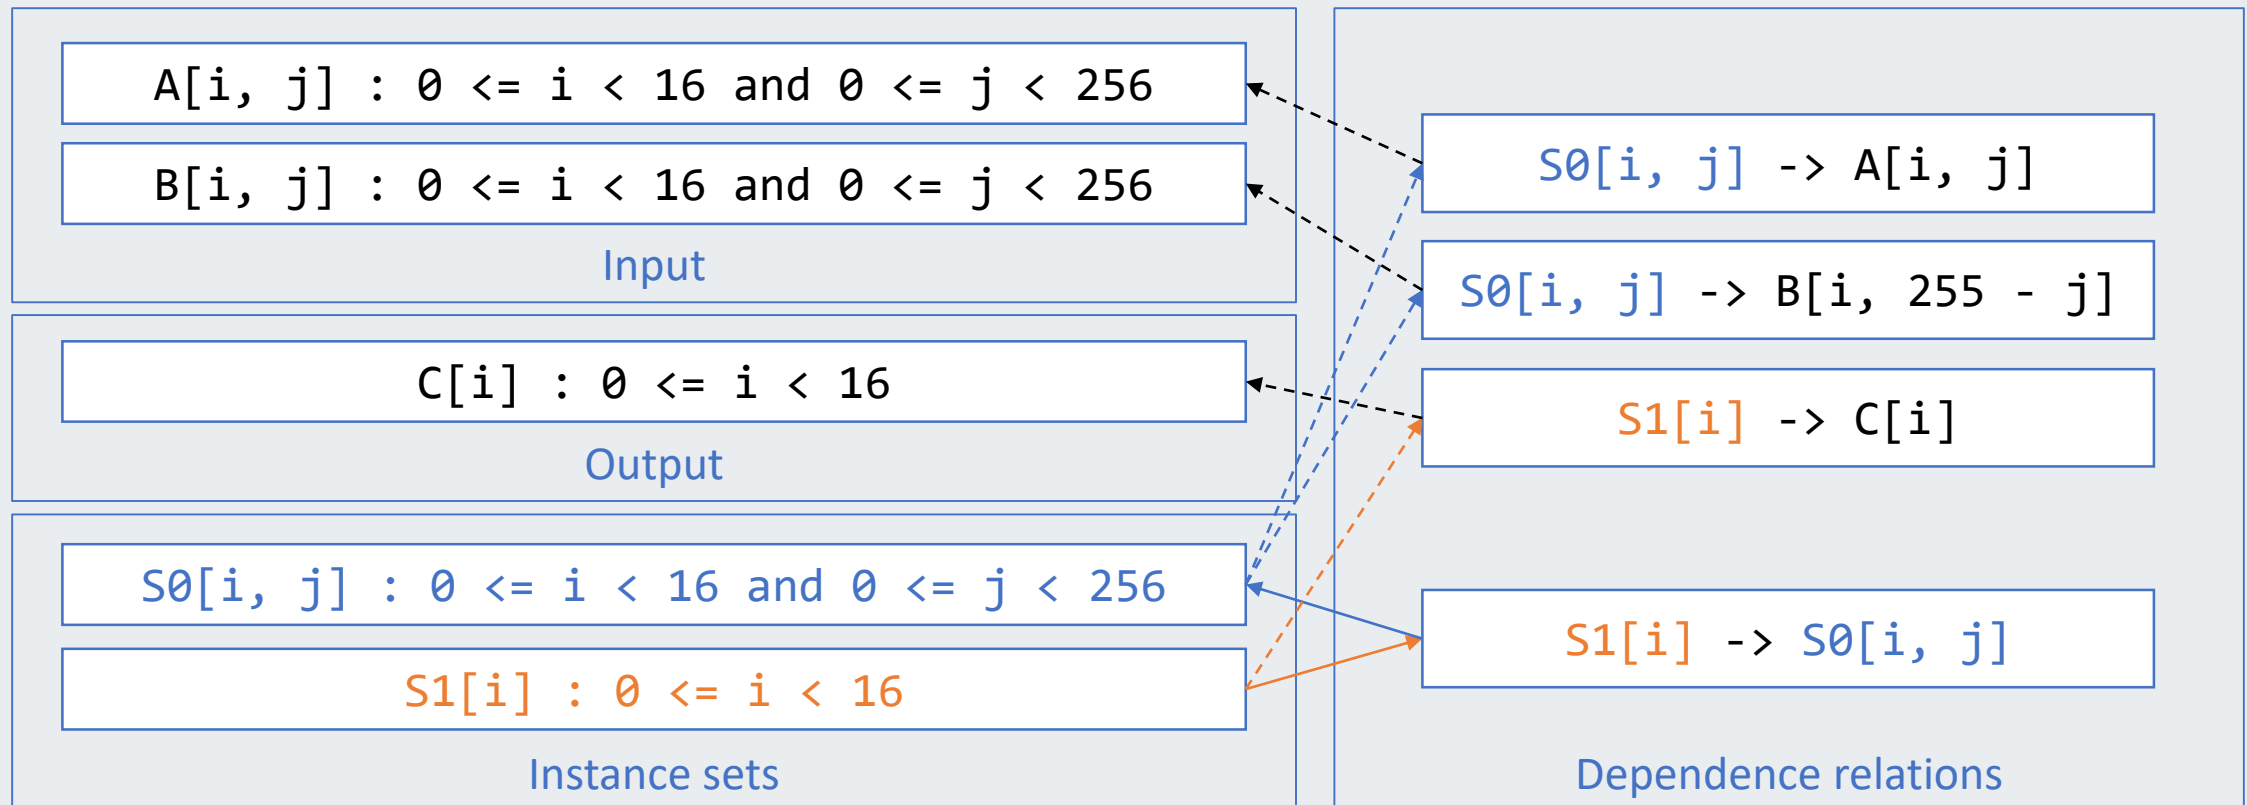 A[i, j] : 0 <= i < 16 and 0 <= j < 256
B[i, j] : 0 <= i < 16 and 0 <= j < 256
Input
C[i] : 0 <= i < 16
Output
S0[i, j] : 0 <= i < 16 and 0 <= j < 256
S1[i] : 0 <= i < 16
Instance sets
S0[i, j] -> A[i, j]
S0[i, j] -> B[i, 255 - j]
S1[i] -> C[i]
S1[i] -> S0[i, j]
Dependence relations